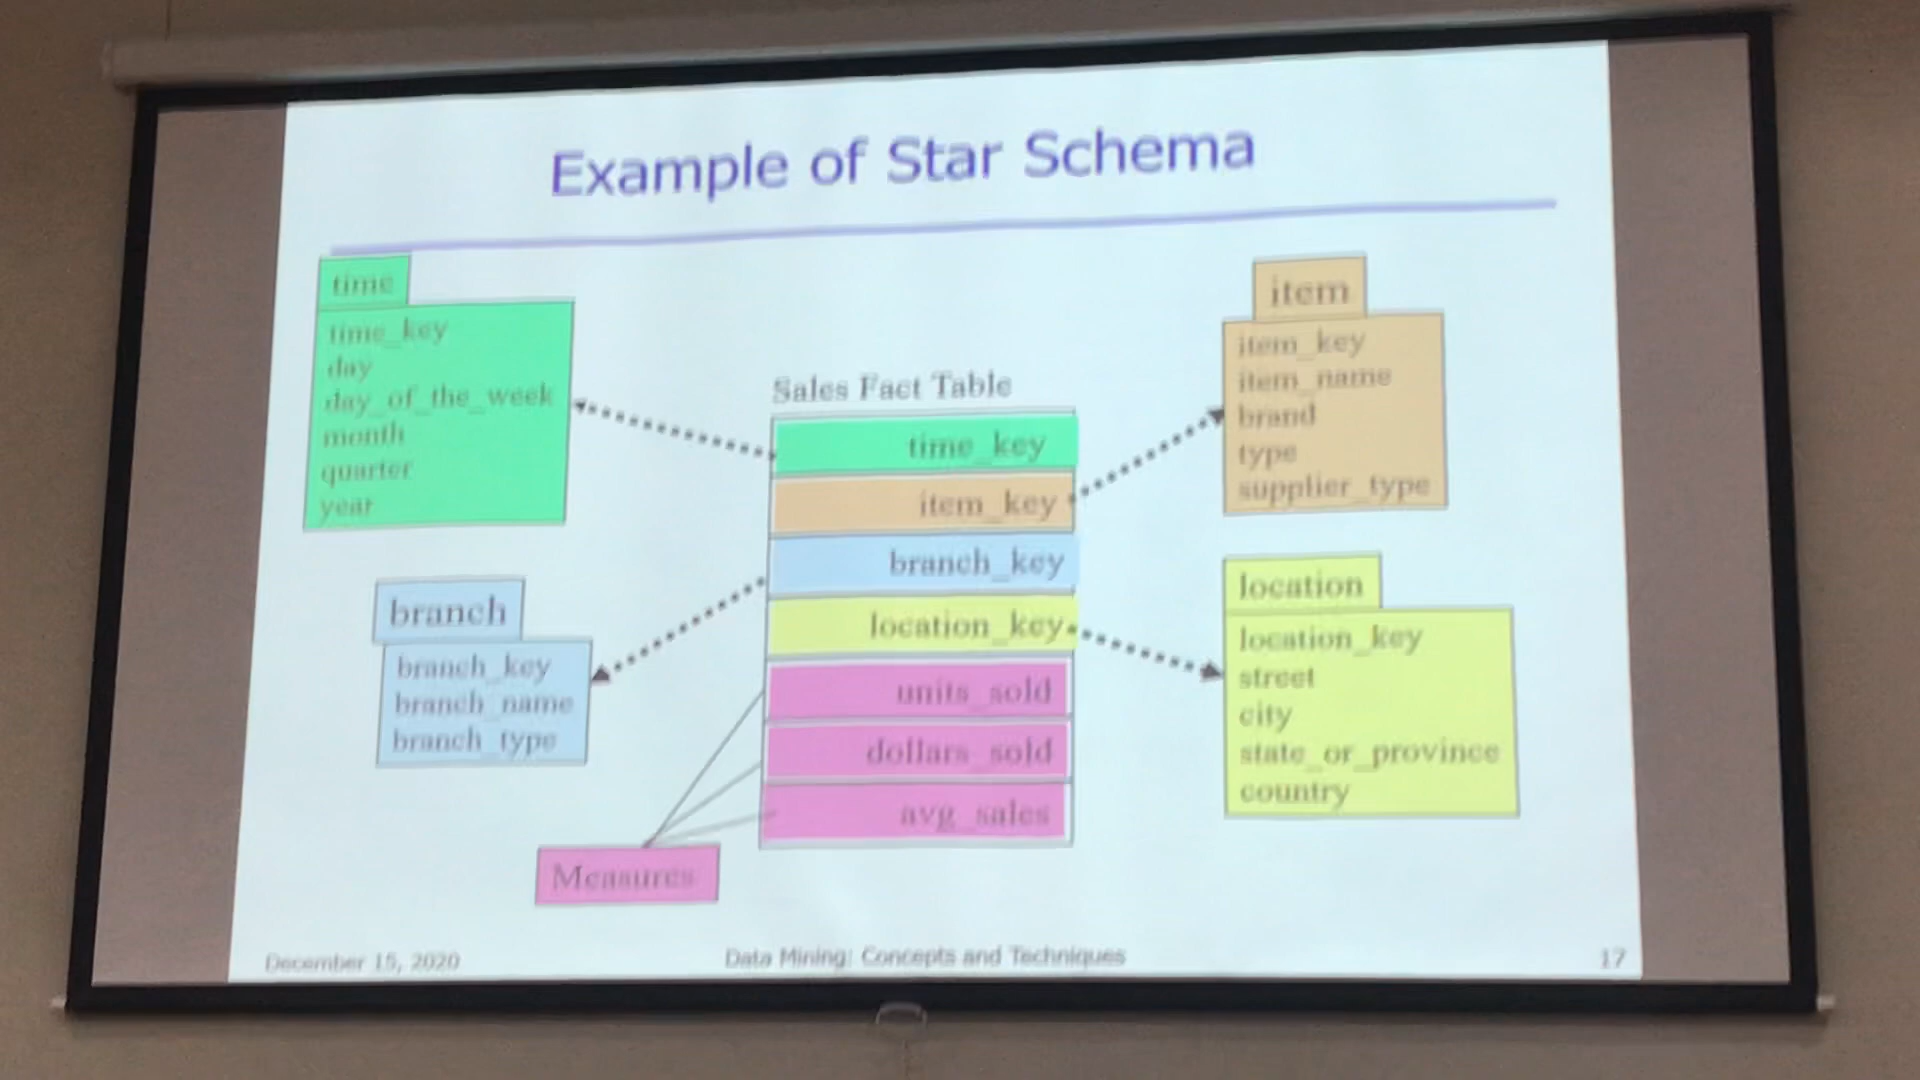 Example of Star Schema
time
time_key
day
day_of_the_week
month
quarter
year
item
item_key
item_name
brand
type
supplier_type
Sales Fact Table
time_key
item_key
branch_key
location_key
units_sold
dollars_sold
avg_sales
branch
branch_key
branch_name
branch_type
location
location_key
street
city
state_or_province
country
Measures
December 15, 2020
Data Mining: Concepts and Techniques
17